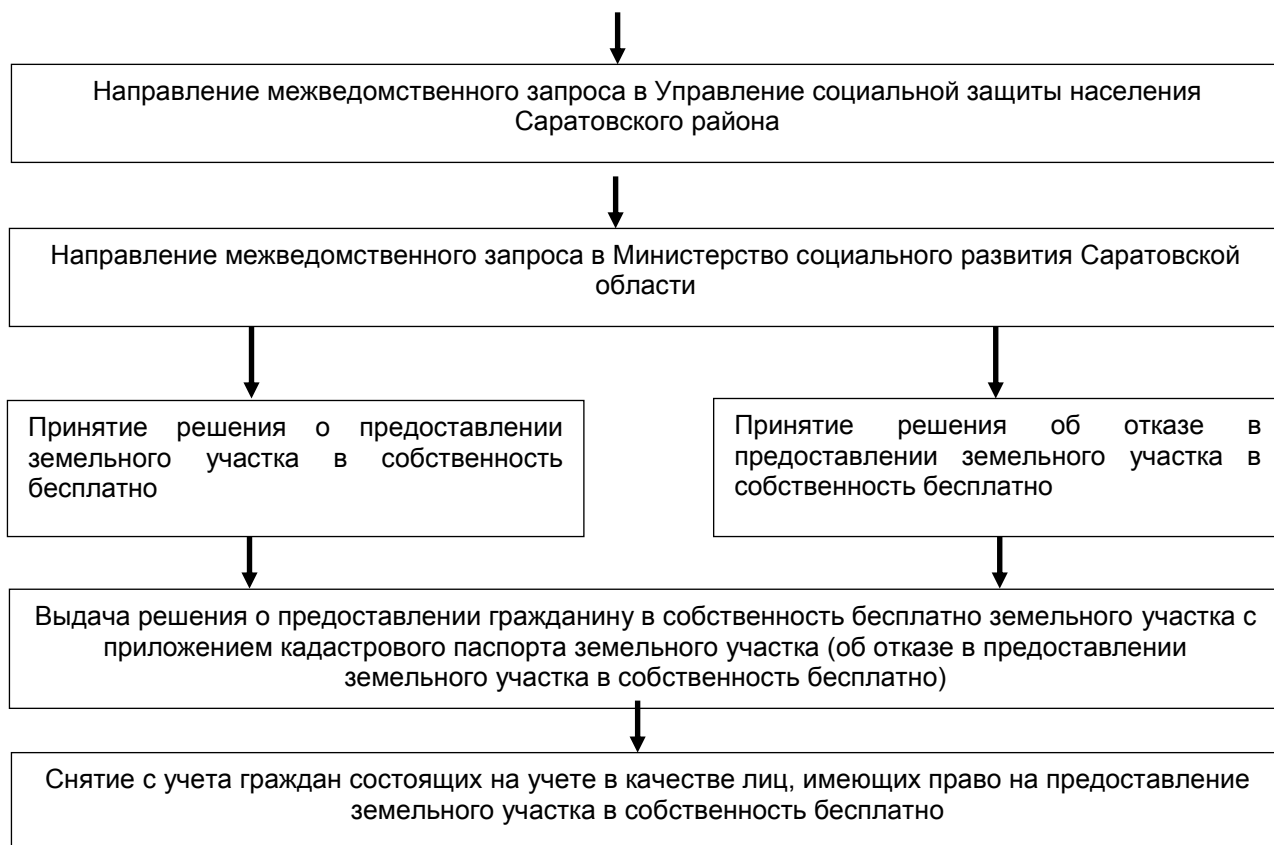 Направление межведомственного запроса в Управление социальной защиты населения
Саратовского района
Направление межведомственного запроса в Министерство социального развития Саратовской
области
Принятие решения о предоставлении
земельного участка в собственность
бесплатно
Принятие решения об отказе в
предоставлении земельного участка в
собственность бесплатно
Выдача решения о предоставлении гражданину в собственность бесплатно земельного участка с
приложением кадастрового паспорта земельного участка (об отказе в предоставлении
земельного участка в собственность бесплатно)
Снятие с учета граждан состоящих на учете в качестве лиц, имеющих право на предоставление
земельного участка в собственность бесплатно